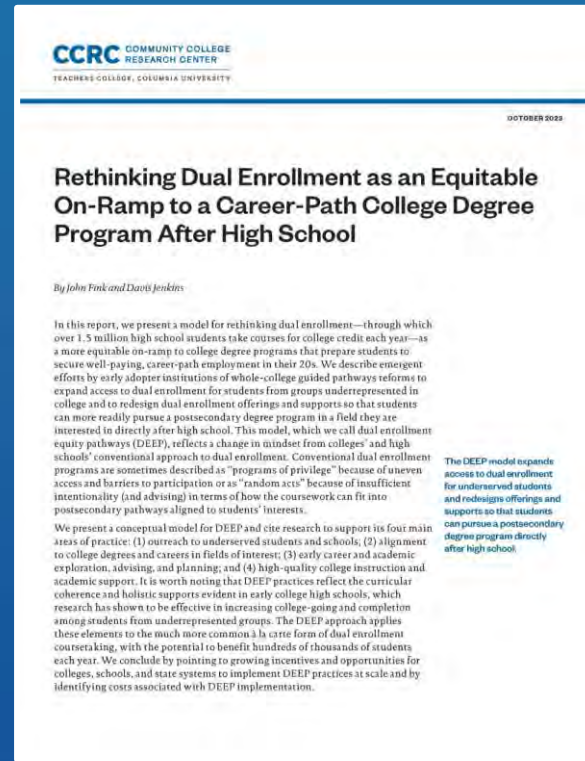 CCRC COMMUNITY COLLEGE
RESEARCH CENTER
TEACHERS COLLEGE, COLUMBIA UNIVERSITY
OCTOBER 2023
Rethinking Dual Enrollment as an Equitable
On-Ramp to a Career-Path College Degree
Program After High School
By John Fink and Davis Jenkins
In this report, we present a model for rethinking dual enrollment—through which
over 1.5 million high school students take courses for college credit each year—as
a more equitable on-ramp to college degree programs that prepare students to
secure well-paying, career-path employment in their 20s. We describe emergent
efforts by early adopter institutions of whole-college guided pathways reforms to
expand access to dual enrollment for students from groups underrepresented in
college and to redesign dual enrollment offerings and supports so that students
can more readily pursue a postsecondary degree program in a field they are
interested in directly after high school. This model, which we call dual enrollment
equity pathways (DEEP), reflects a change in mindset from colleges' and high
schools' conventional approach to dual enrollment. Conventional dual enrollment
programs are sometimes described as "programs of privilege" because of uneven
access and barriers to participation or as "random acts" because of insufficient
intentionality (and advising) in terms of how the coursework can fit into
postsecondary pathways aligned to students' interests.
We present a conceptual model for DEEP and cite research to support its four main
areas of practice: (1) outreach to underserved students and schools; (2) alignment
to college degrees and careers in fields of interest; (3) early career and academic
exploration, advising, and planning; and (4) high-quality college instruction and
academic support. It is worth noting that DEEP practices reflect the curricular
coherence and holistic supports evident in early college high schools, which
research has shown to be effective in increasing college-going and completion
among students from underrepresented groups. The DEEP approach applies
these elements to the much more common à la carte form of dual enrollment
coursetaking, with the potential to benefit hundreds of thousands of students
each year. We conclude by pointing to growing incentives and opportunities for
colleges, schools, and state systems to implement DEEP practices at scale and by
identifying costs associated with DEEP implementation.
The DEEP model expands
access to dual enrollment
for underserved students
and redesigns offerings and
supports so that students
can pursue a postsecondary
degree program directly
after high school.